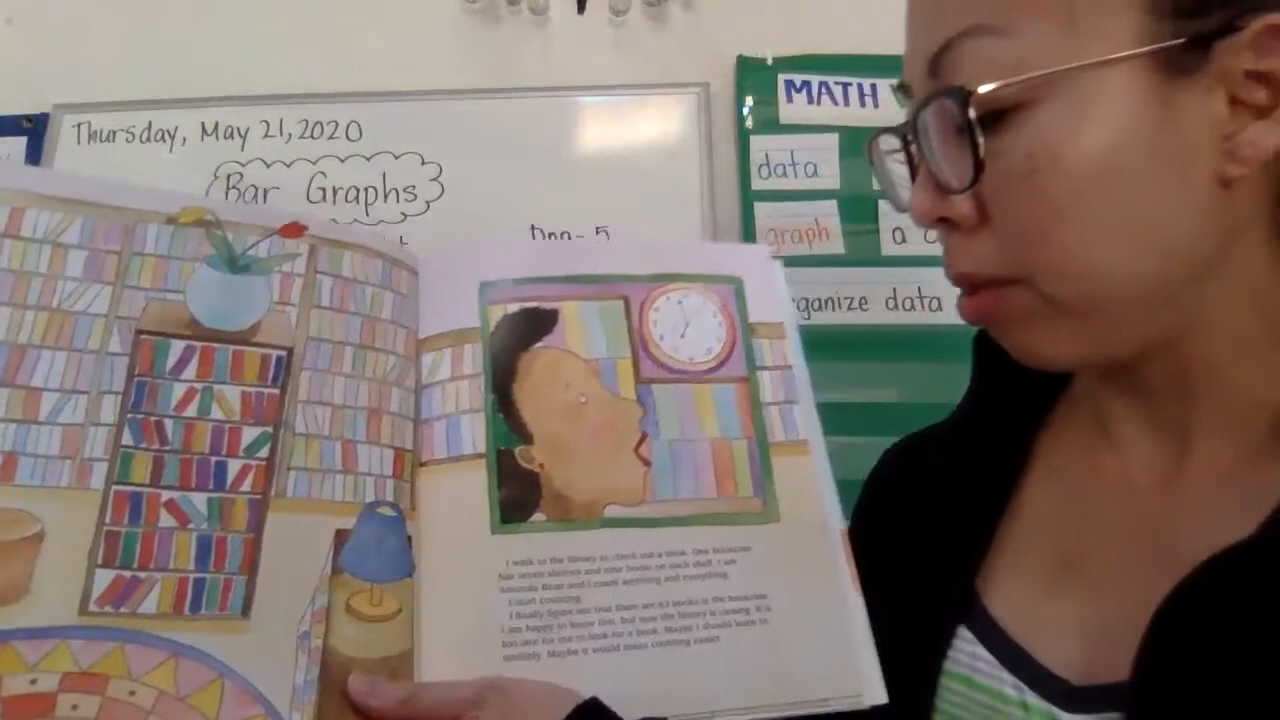 Thursday, May 21, 2020
Bar Graphs
MATH
data
graph
a
ganize data
I walk to the library to check out a book. One bookcase
has seven shelves and nine books on each shelf. I am
Amanda Bean and I count anything and everything.
I start counting.
I finally figure out that there are 63 books in the bookcase.
I am happy to know this, but now the library is closing. It is
too late for me to look for a book. Maybe I should learn to
multiply. Maybe it would make counting easier.